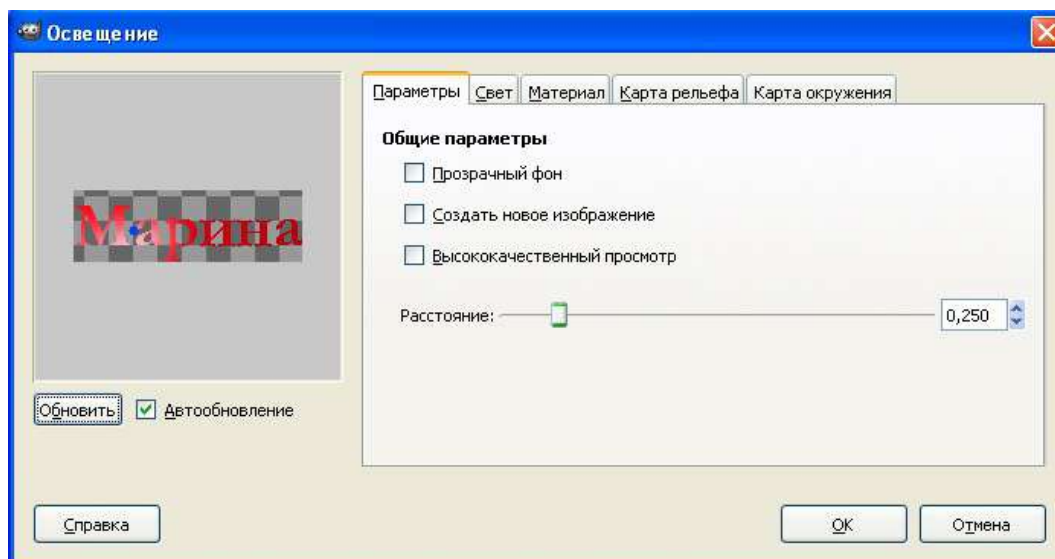 Освещение
Параметры Свет Материал Карта рельефа Карта окружения
Общие параметры
Прозрачный фон
Создать новое изображение
Высококачественный просмотр
Марина
Расстояние: 0,250
Обновить Автообновление
Справка OK Отмена